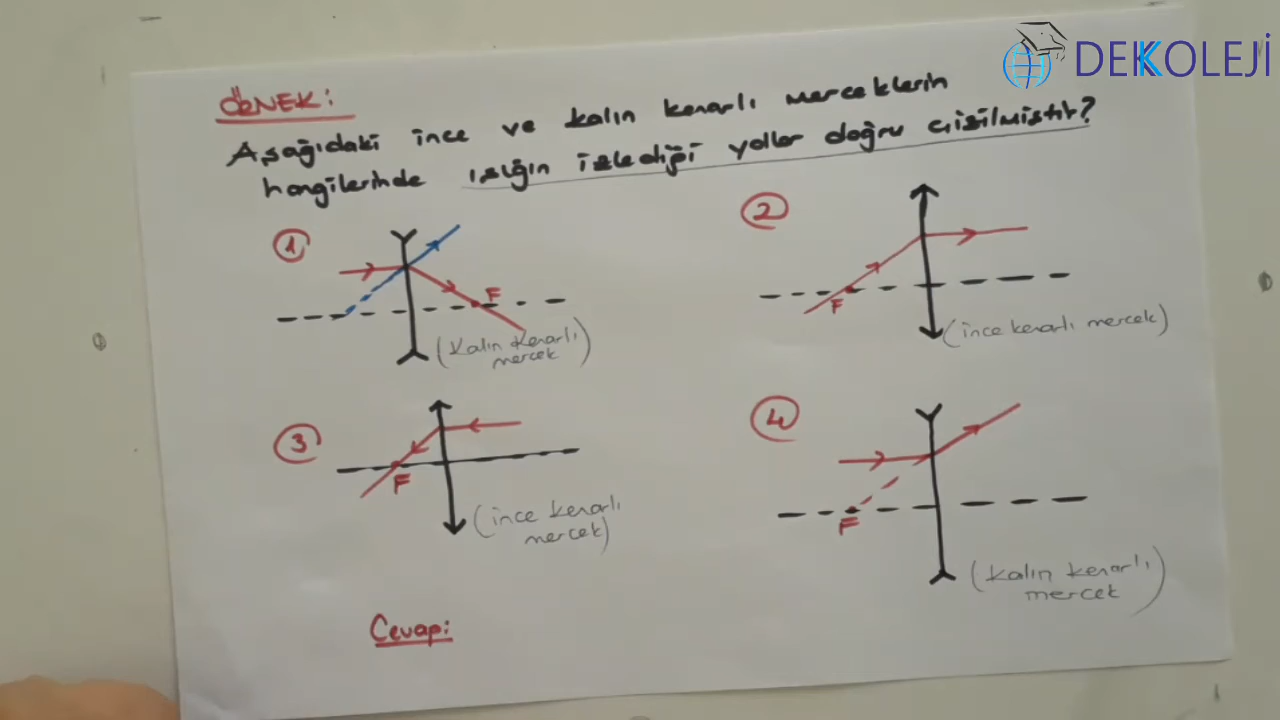 DEKKOLEJİ
ÖRNEK:
Aşağıdaki ince ve kalın kenarlı merceklerin
hangilerinde ışığın izlediği yollar doğru çizilmiştir?
1
F
(Kalın kenarlı
mercek)
2
F
(ince kenarlı mercek)
3
F
(ince kenarlı
mercek)
4
F
(Kalın kenarlı
mercek)
Cevap: